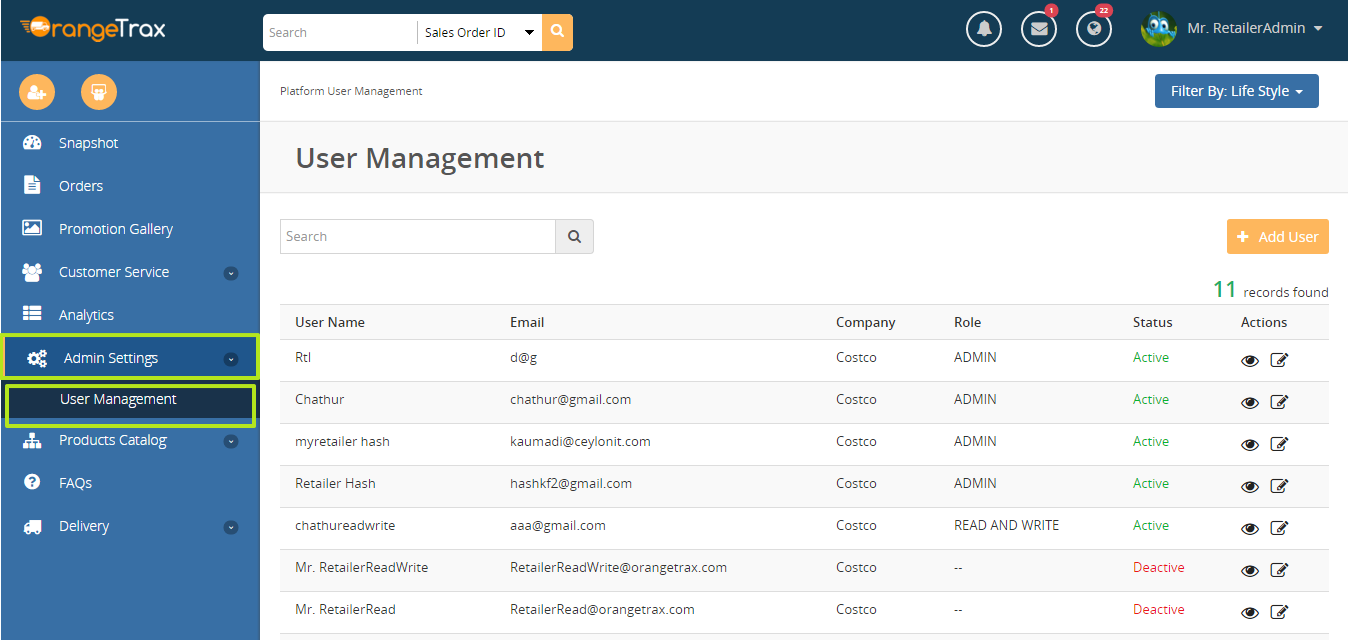 OrangeTrax
Search Sales Order ID
1
22
Mr. RetailerAdmin
Platform User Management
Filter By: Life Style
Snapshot
Orders
Promotion Gallery
Customer Service
Analytics
Admin Settings
User Management
Products Catalog
FAQs
Delivery
User Management
Search
+ Add User
11 records found
User Name Email Company Role Status Actions
Rtl d@g Costco ADMIN Active
Chathur chathur@gmail.com Costco ADMIN Active
myretailer hash kaumadi@ceylonit.com Costco ADMIN Active
Retailer Hash hashkf2@gmail.com Costco ADMIN Active
chathureadwrite aaa@gmail.com Costco READ AND WRITE Active
Mr. RetailerReadWrite RetailerReadWrite@orangetrax.com Costco -- Deactive
Mr. RetailerRead RetailerRead@orangetrax.com Costco -- Deactive